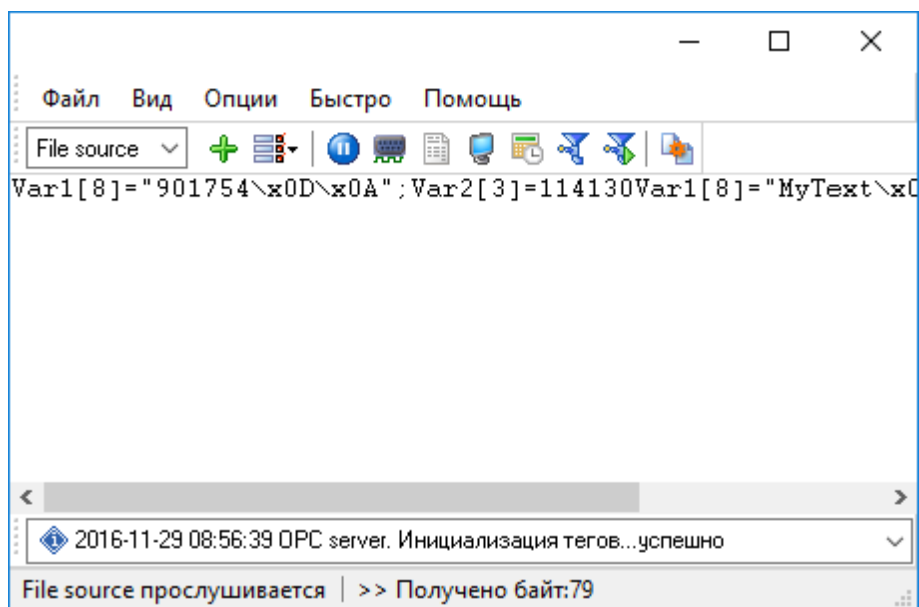 Файл Вид Опции Быстро Помощь
File source
Var1[8]="901754\x0D\x0A";Var2[3]=114130Var1[8]="MyText\x0
2016-11-29 08:56:39 OPC server. Инициализация тегов...успешно
File source прослушивается >> Получено байт:79